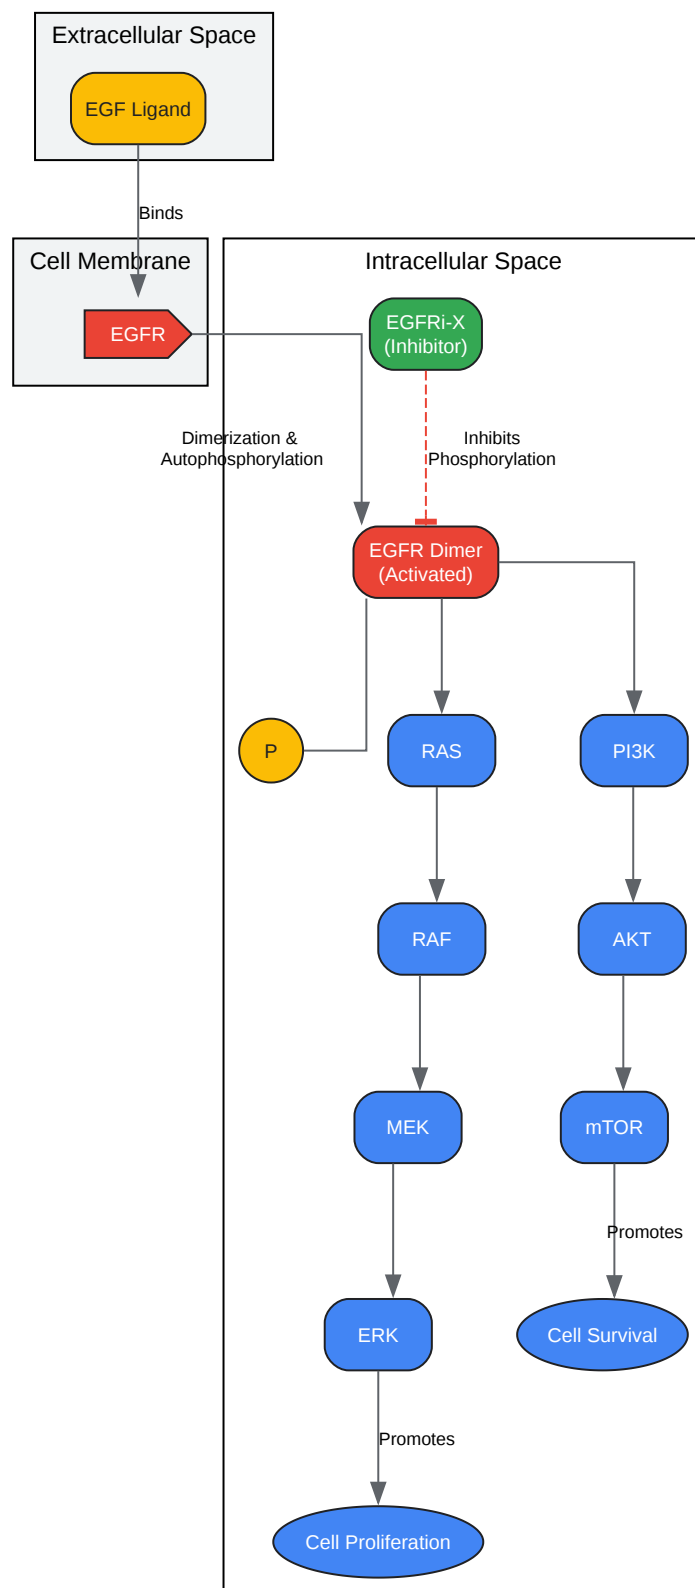 Extracellular Space
EGF Ligand
Binds
Cell Membrane
Intracellular Space
EGFR
EGFRi-X
(Inhibitor)
Dimerization &
Autophosphorylation
Inhibits
Phosphorylation
EGFR Dimer
(Activated)
P
RAS
PI3K
RAF
AKT
MEK
mTOR
Promotes
ERK
Cell Survival
Promotes
Cell Proliferation